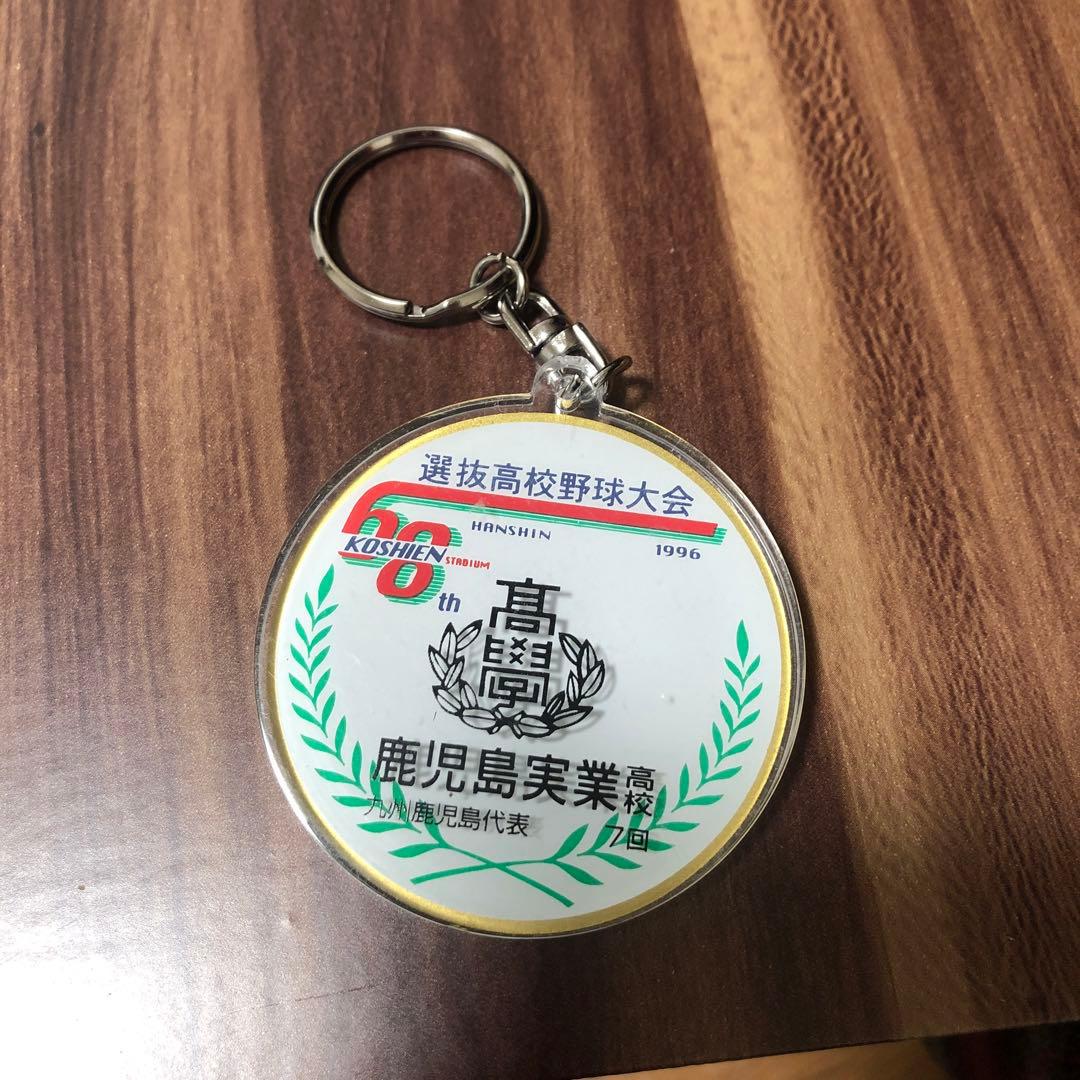 選抜高校野球大会
68th
KOSHIEN
STADIUM
HANSHIN
1996
髙學
鹿児島実業高校
九州鹿児島代表 7回